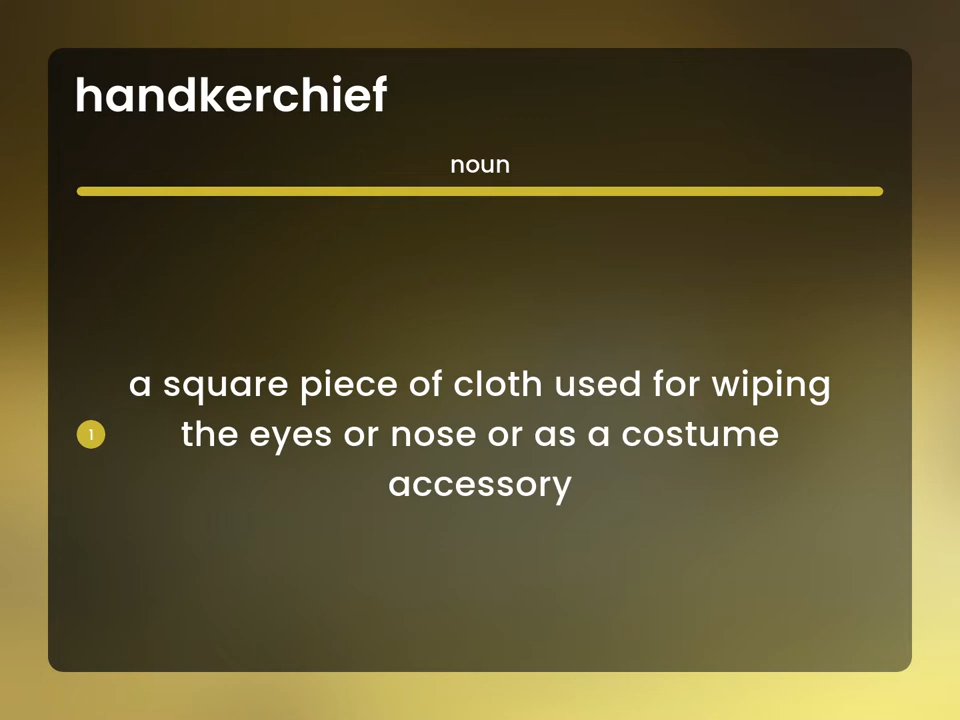 handkerchief
noun
a square piece of cloth used for wiping
1 the eyes or nose or as a costume
accessory